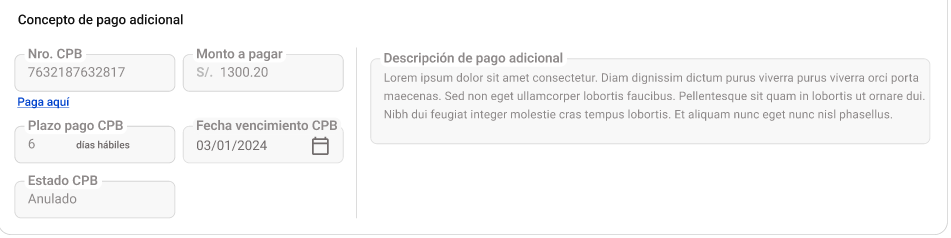 Concepto de pago adicional
Nro. CPB
7632187632817
Monto a pagar
S/. 1300.20
Paga aquí
Plazo pago CPB
6 días hábiles
Fecha vencimiento CPB
03/01/2024
Estado CPB
Anulado
Descripción de pago adicional
Lorem ipsum dolor sit amet consectetur. Diam dignissim dictum purus viverra purus viverra orci porta
maecenas. Sed non eget ullamcorper lobortis faucibus. Pellentesque sit quam in lobortis ut ornare dui.
Nibh dui feugiat integer molestie cras tempus lobortis. Et aliquam nunc eget nunc nisl phasellus.